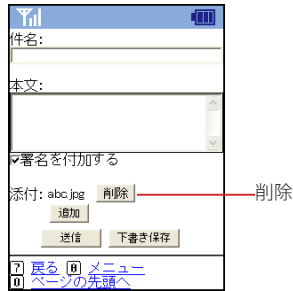 件名:
本文:
署名を付加する
添付: abc.jpg 削除 削除
追加
送信 下書き保存
7 戻る 8 メニュー
0 ページの先頭へ